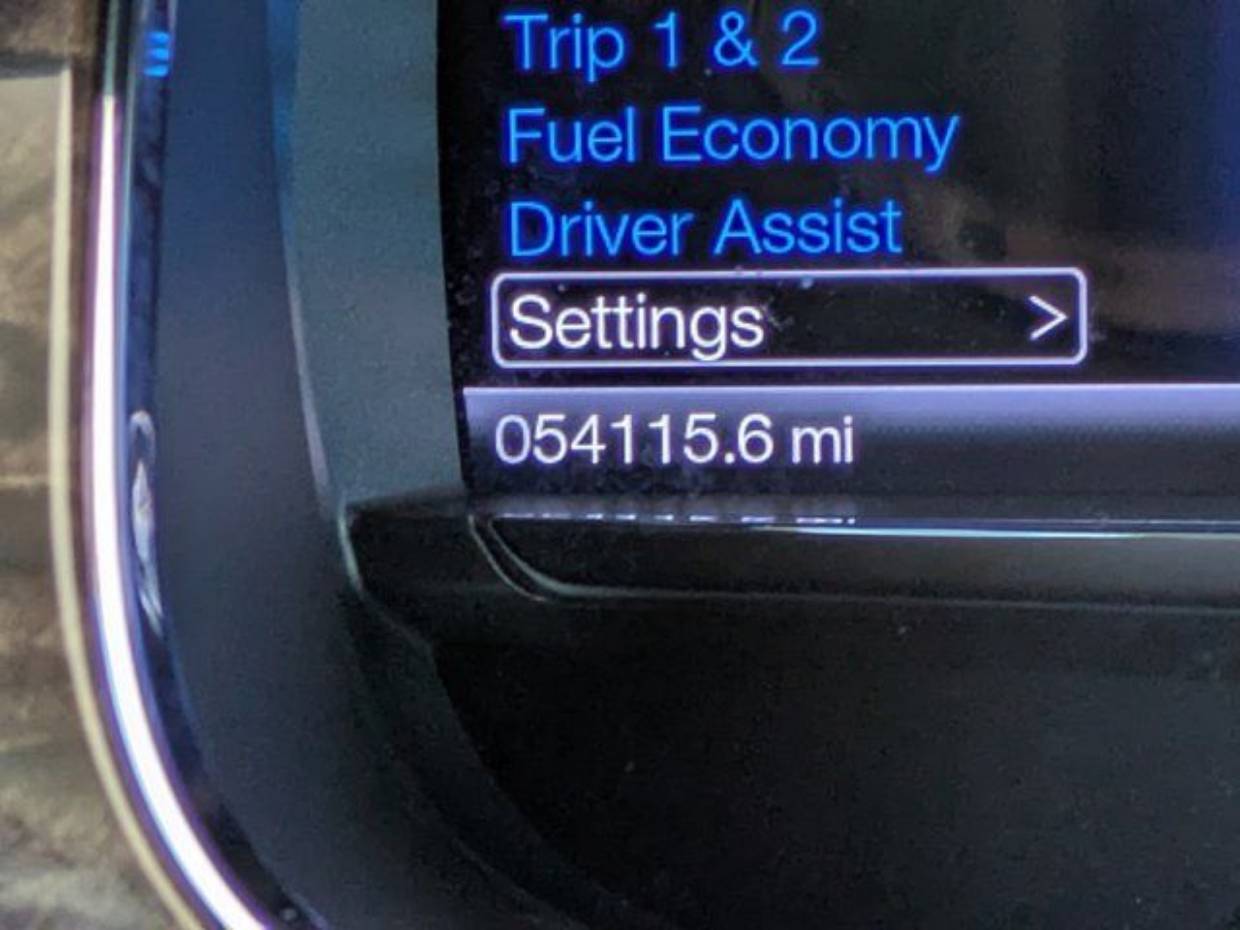 Trip 1 & 2
Fuel Economy
Driver Assist
Settings >
054115.6 mi